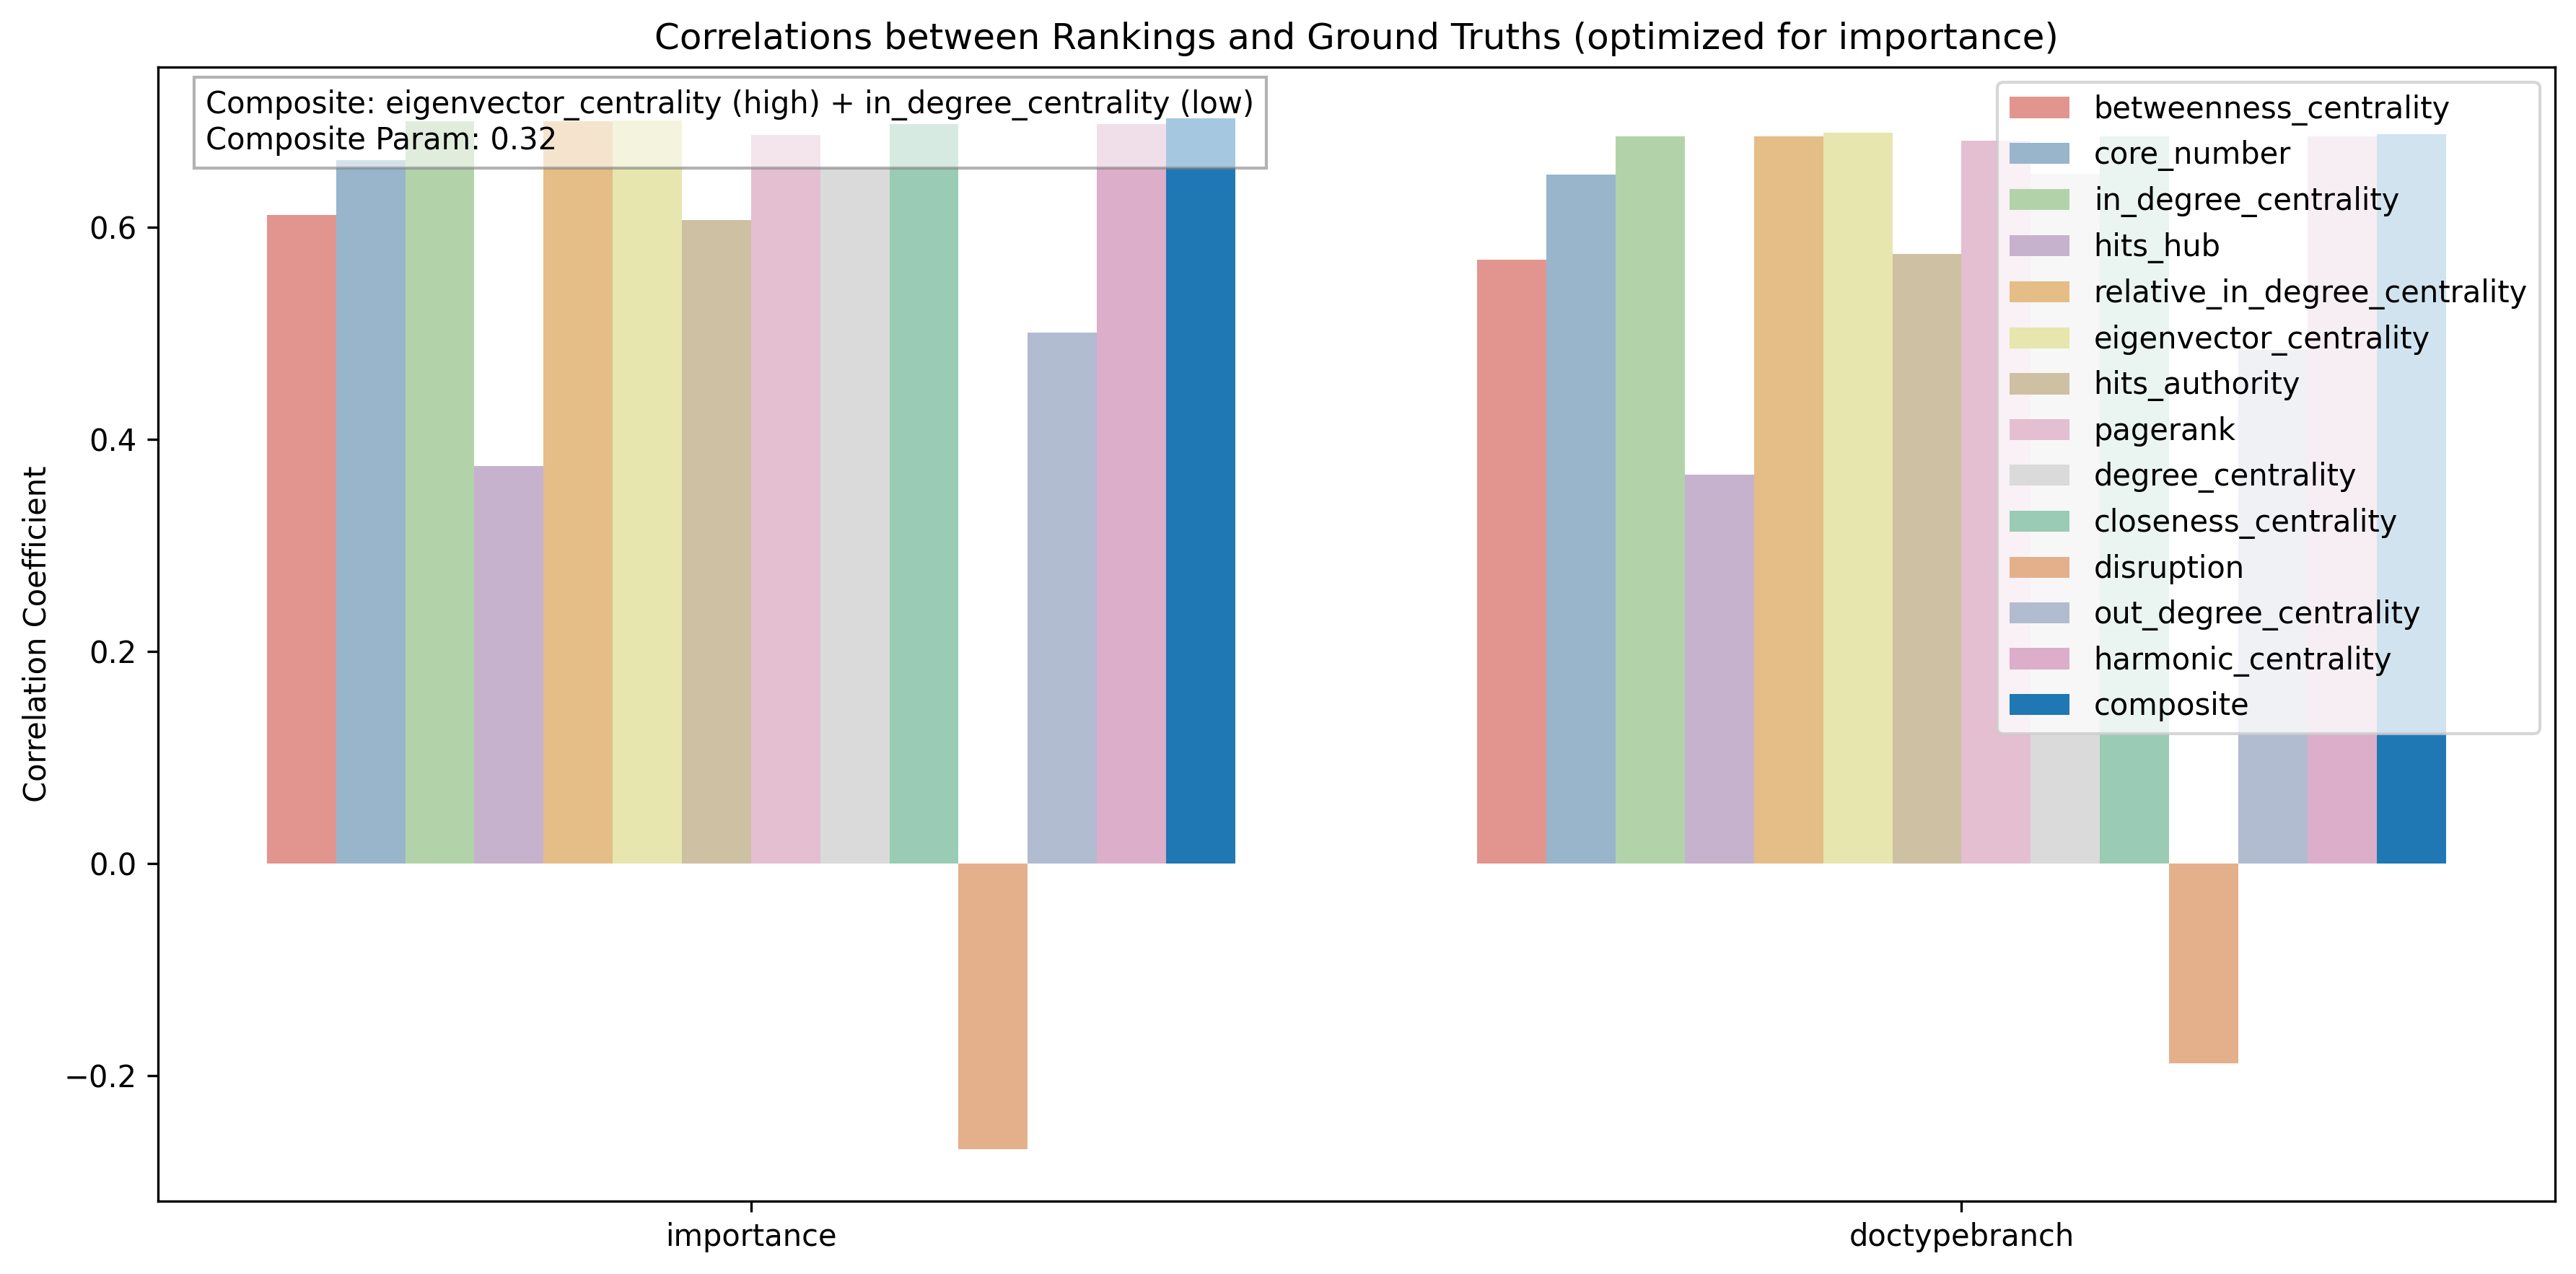 Correlations between Rankings and Ground Truths (optimized for importance)
Composite: eigenvector_centrality (high) + in_degree_centrality (low)
Composite Param: 0.32
betweenness_centrality
core_number
in_degree_centrality
hits_hub
relative_in_degree_centrality
eigenvector_centrality
hits_authority
pagerank
degree_centrality
closeness_centrality
disruption
out_degree_centrality
harmonic_centrality
composite
Correlation Coefficient
0.6
0.4
0.2
0.0
−0.2
importance
doctypebranch